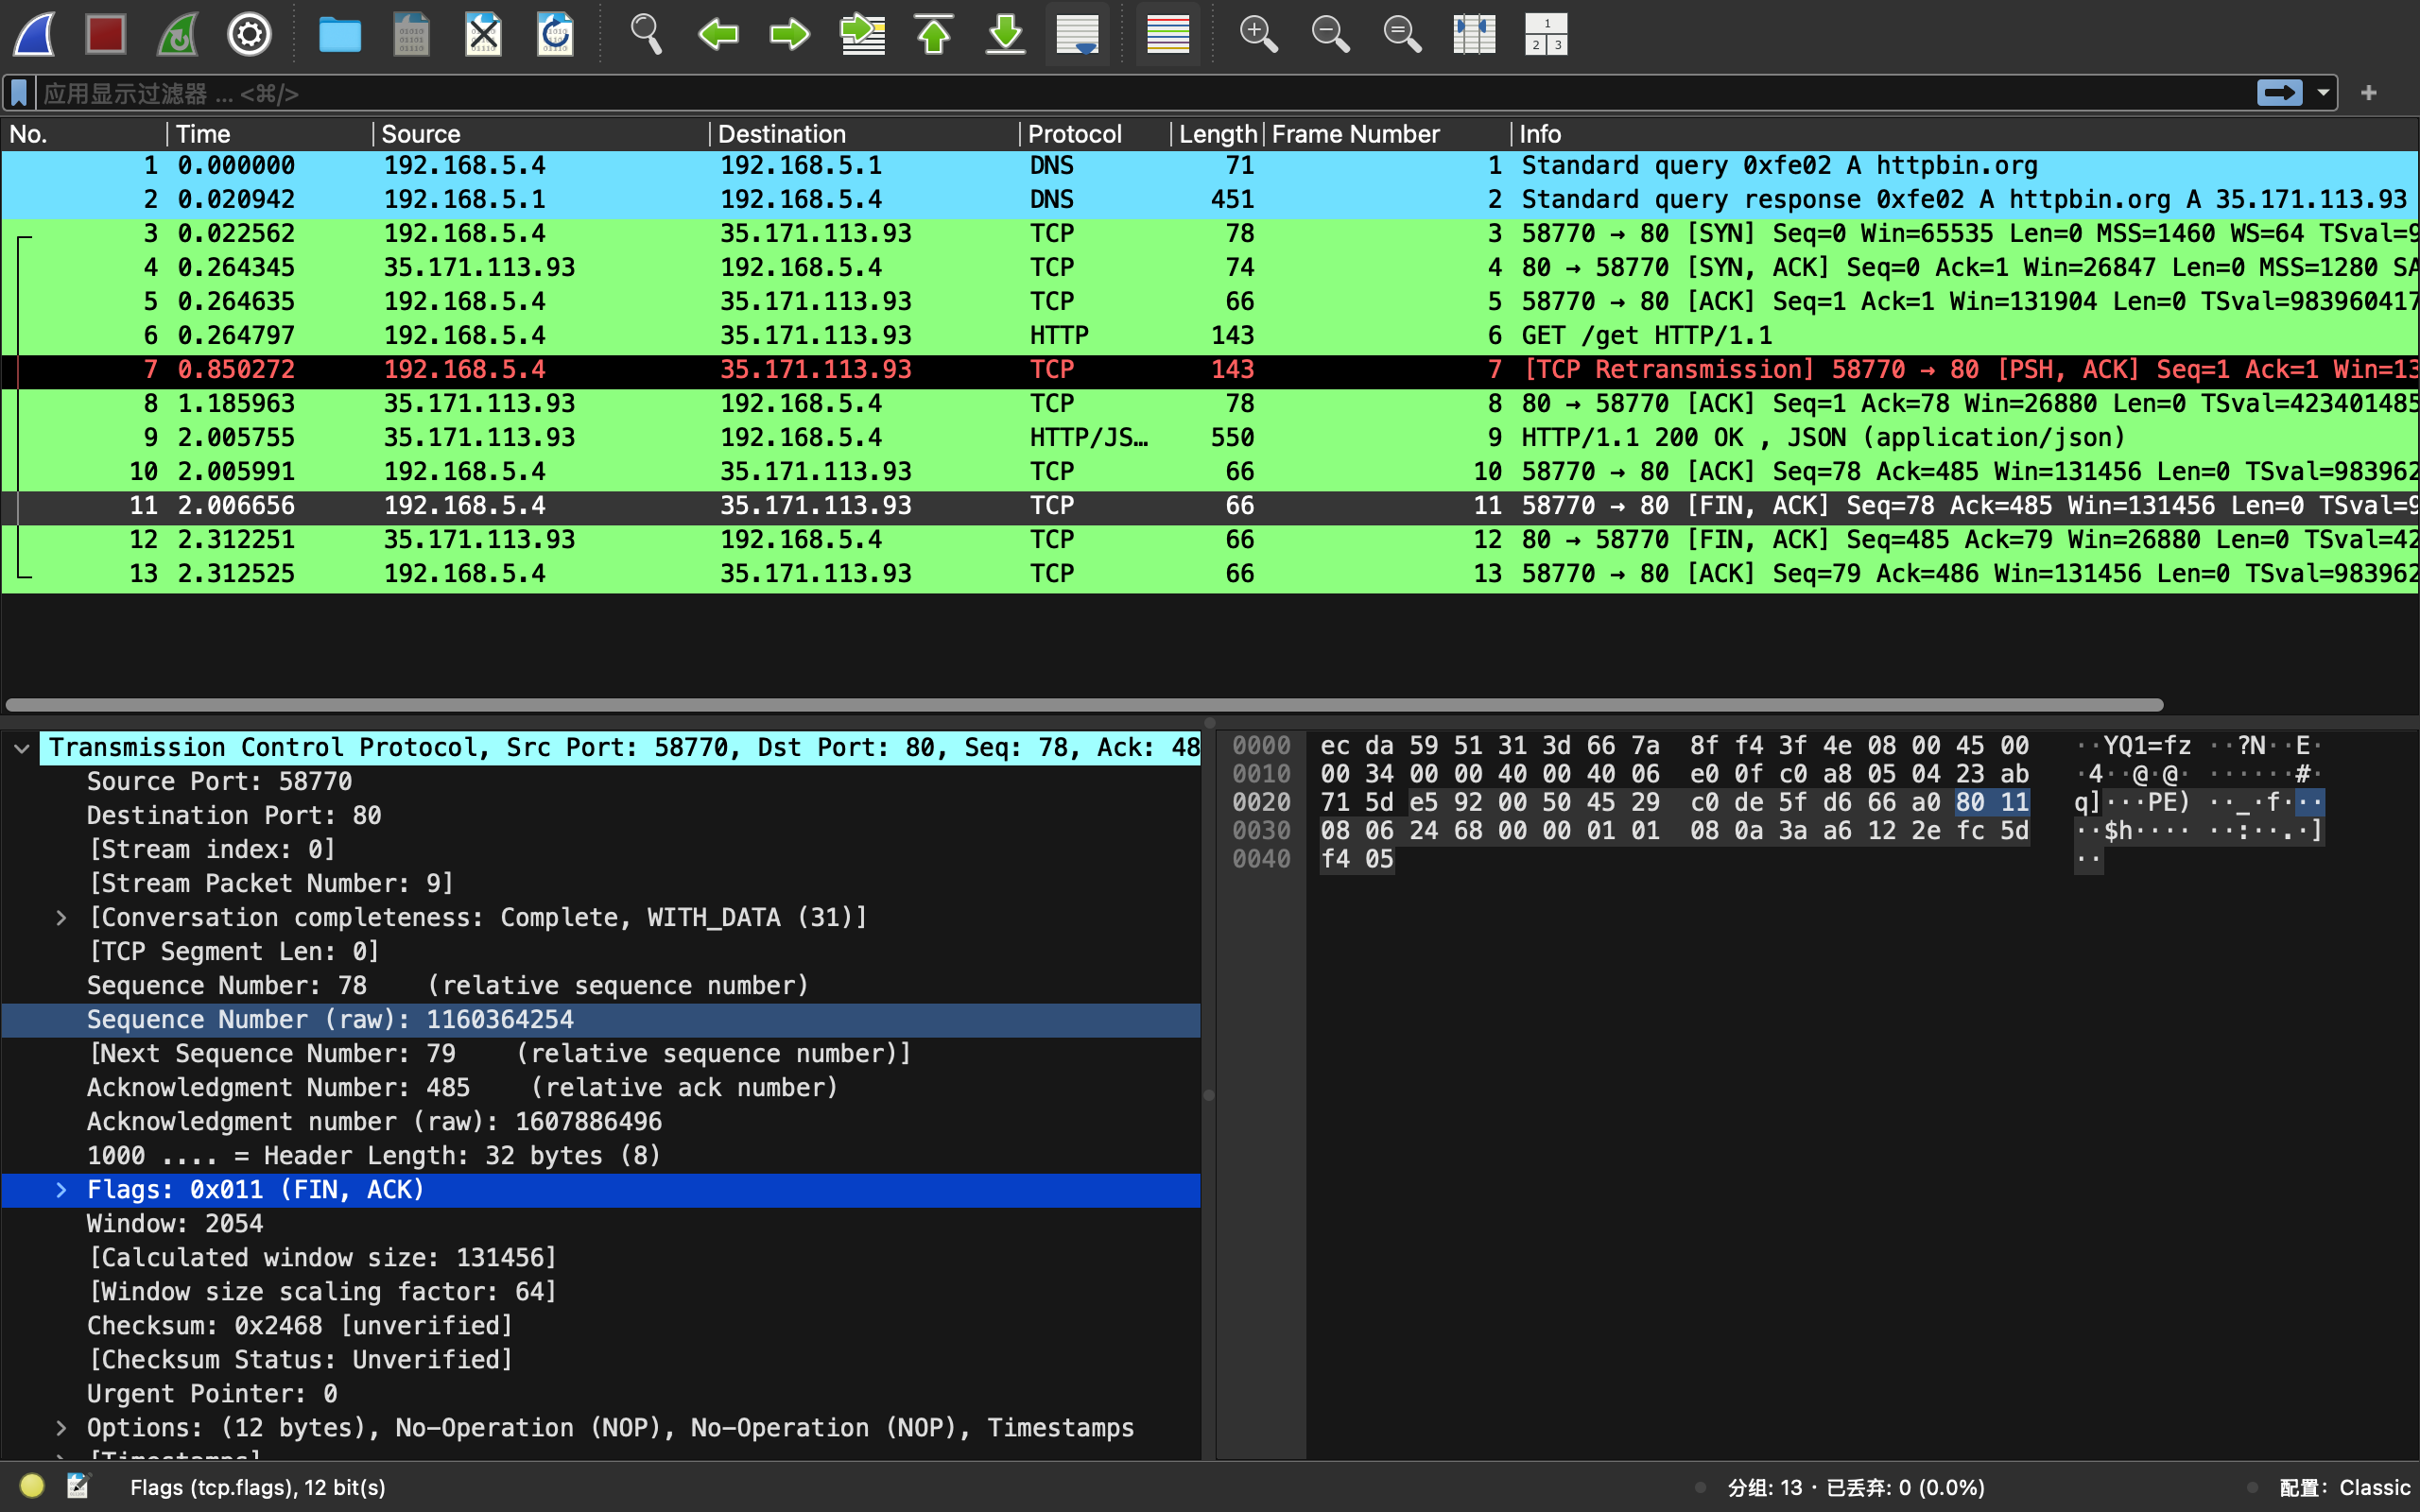 应用显示过滤器 … <⌘/>
No. Time Source Destination Protocol Length Frame Number Info
1 0.000000 192.168.5.4 192.168.5.1 DNS 71 1 Standard query 0xfe02 A httpbin.org
2 0.020942 192.168.5.1 192.168.5.4 DNS 451 2 Standard query response 0xfe02 A httpbin.org A 35.171.113.93
3 0.022562 192.168.5.4 35.171.113.93 TCP 78 3 58770 → 80 [SYN] Seq=0 Win=65535 Len=0 MSS=1460 WS=64 TSval=9
4 0.264345 35.171.113.93 192.168.5.4 TCP 74 4 80 → 58770 [SYN, ACK] Seq=0 Ack=1 Win=26847 Len=0 MSS=1280 SA
5 0.264635 192.168.5.4 35.171.113.93 TCP 66 5 58770 → 80 [ACK] Seq=1 Ack=1 Win=131904 Len=0 TSval=983960417
6 0.264797 192.168.5.4 35.171.113.93 HTTP 143 6 GET /get HTTP/1.1
7 0.850272 192.168.5.4 35.171.113.93 TCP 143 7 [TCP Retransmission] 58770 → 80 [PSH, ACK] Seq=1 Ack=1 Win=13
8 1.185963 35.171.113.93 192.168.5.4 TCP 78 8 80 → 58770 [ACK] Seq=1 Ack=78 Win=26880 Len=0 TSval=423401485
9 2.005755 35.171.113.93 192.168.5.4 HTTP/JS… 550 9 HTTP/1.1 200 OK , JSON (application/json)
10 2.005991 192.168.5.4 35.171.113.93 TCP 66 10 58770 → 80 [ACK] Seq=78 Ack=485 Win=131456 Len=0 TSval=983962
11 2.006656 192.168.5.4 35.171.113.93 TCP 66 11 58770 → 80 [FIN, ACK] Seq=78 Ack=485 Win=131456 Len=0 TSval=9
12 2.312251 35.171.113.93 192.168.5.4 TCP 66 12 80 → 58770 [FIN, ACK] Seq=485 Ack=79 Win=26880 Len=0 TSval=42
13 2.312525 192.168.5.4 35.171.113.93 TCP 66 13 58770 → 80 [ACK] Seq=79 Ack=486 Win=131456 Len=0 TSval=983962
Transmission Control Protocol, Src Port: 58770, Dst Port: 80, Seq: 78, Ack: 48
Source Port: 58770
Destination Port: 80
[Stream index: 0]
[Stream Packet Number: 9]
[Conversation completeness: Complete, WITH_DATA (31)]
[TCP Segment Len: 0]
Sequence Number: 78 (relative sequence number)
Sequence Number (raw): 1160364254
[Next Sequence Number: 79 (relative sequence number)]
Acknowledgment Number: 485 (relative ack number)
Acknowledgment number (raw): 1607886496
1000 .... = Header Length: 32 bytes (8)
Flags: 0x011 (FIN, ACK)
Window: 2054
[Calculated window size: 131456]
[Window size scaling factor: 64]
Checksum: 0x2468 [unverified]
[Checksum Status: Unverified]
Urgent Pointer: 0
Options: (12 bytes), No-Operation (NOP), No-Operation (NOP), Timestamps
[Timestamps]
0000 ec da 59 51 31 3d 66 7a 8f f4 3f 4e 08 00 45 00 ··YQ1=fz ··?N··E·
0010 00 34 00 00 40 00 40 06 e0 0f c0 a8 05 04 23 ab ·4··@·@· ······#·
0020 71 5d e5 92 00 50 45 29 c0 de 5f d6 66 a0 80 11 q]···PE) ··_·f···
0030 08 06 24 68 00 00 01 01 08 0a 3a a6 12 2e fc 5d ··$h···· ··:··.·]
0040 f4 05 ··
Flags (tcp.flags), 12 bit(s)
分组: 13 · 已丢弃: 0 (0.0%)
配置: Classic